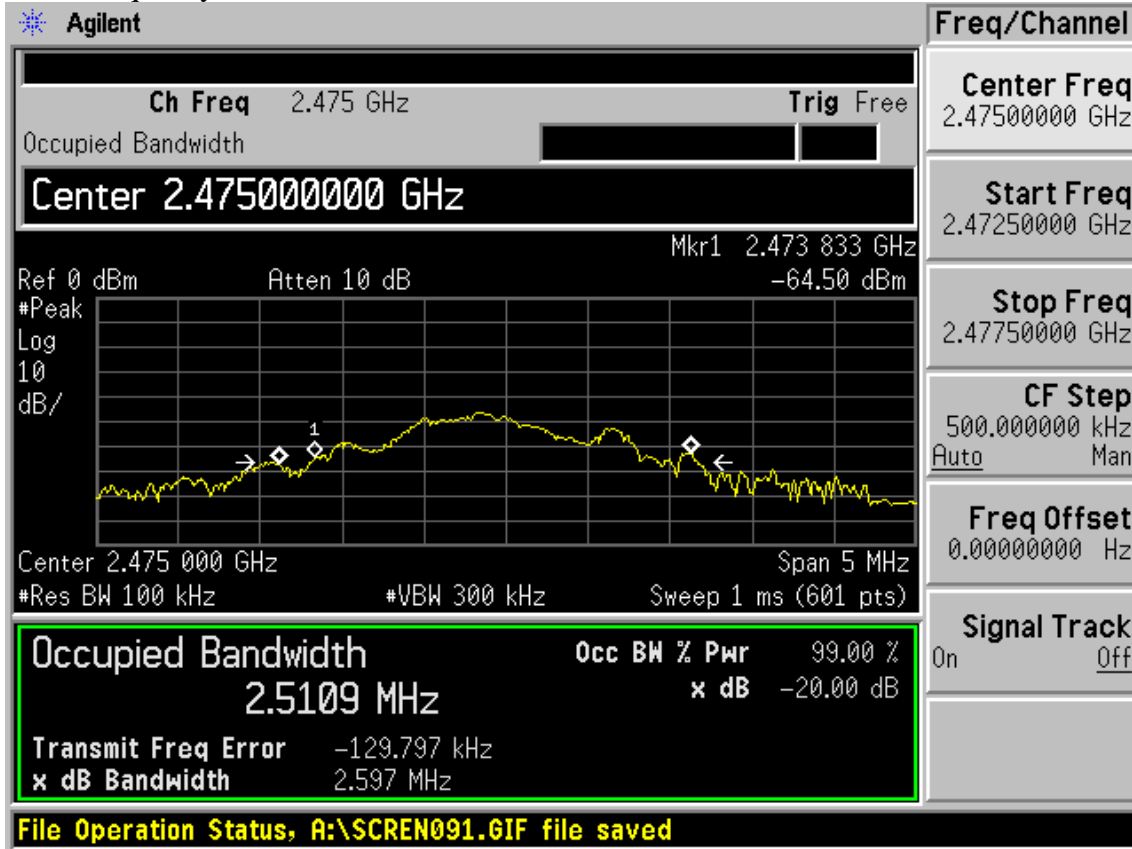 Agilent
Freq/Channel
Ch Freq 2.475 GHz Trig Free
Occupied Bandwidth
Center 2.475000000 GHz
Mkr1 2.473 833 GHz
Ref 0 dBm Atten 10 dB -64.50 dBm
#Peak
Log
10
dB/
1
Center 2.475 000 GHz Span 5 MHz
#Res BW 100 kHz #VBW 300 kHz Sweep 1 ms (601 pts)
Occupied Bandwidth
2.5109 MHz
Occ BW % Pwr 99.00 %
x dB -20.00 dB
Transmit Freq Error -129.797 kHz
x dB Bandwidth 2.597 MHz
File Operation Status, A:\SCREN091.GIF file saved
Center Freq
2.47500000 GHz
Start Freq
2.47250000 GHz
Stop Freq
2.47750000 GHz
CF Step
500.000000 kHz
Auto Man
Freq Offset
0.00000000 Hz
Signal Track
On Off